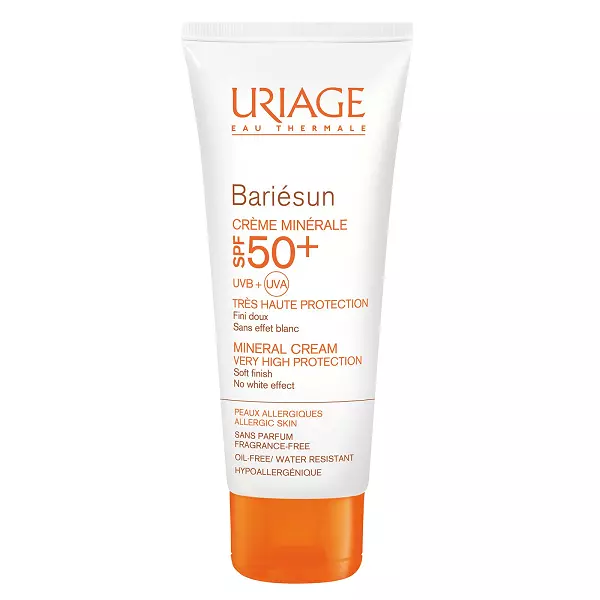 URIAGE
EAU THERMALE
Bariésun
CRÈME MINÉRALE
SPF 50+
UVB + UVA
TRÈS HAUTE PROTECTION
Fini doux
Sans effet blanc
MINERAL CREAM
VERY HIGH PROTECTION
Soft finish
No white effect
PEAUX ALLERGIQUES
ALLERGIC SKIN
SANS PARFUM
FRAGRANCE-FREE
OIL-FREE/ WATER RESISTANT
HYPOALLERGÉNIQUE